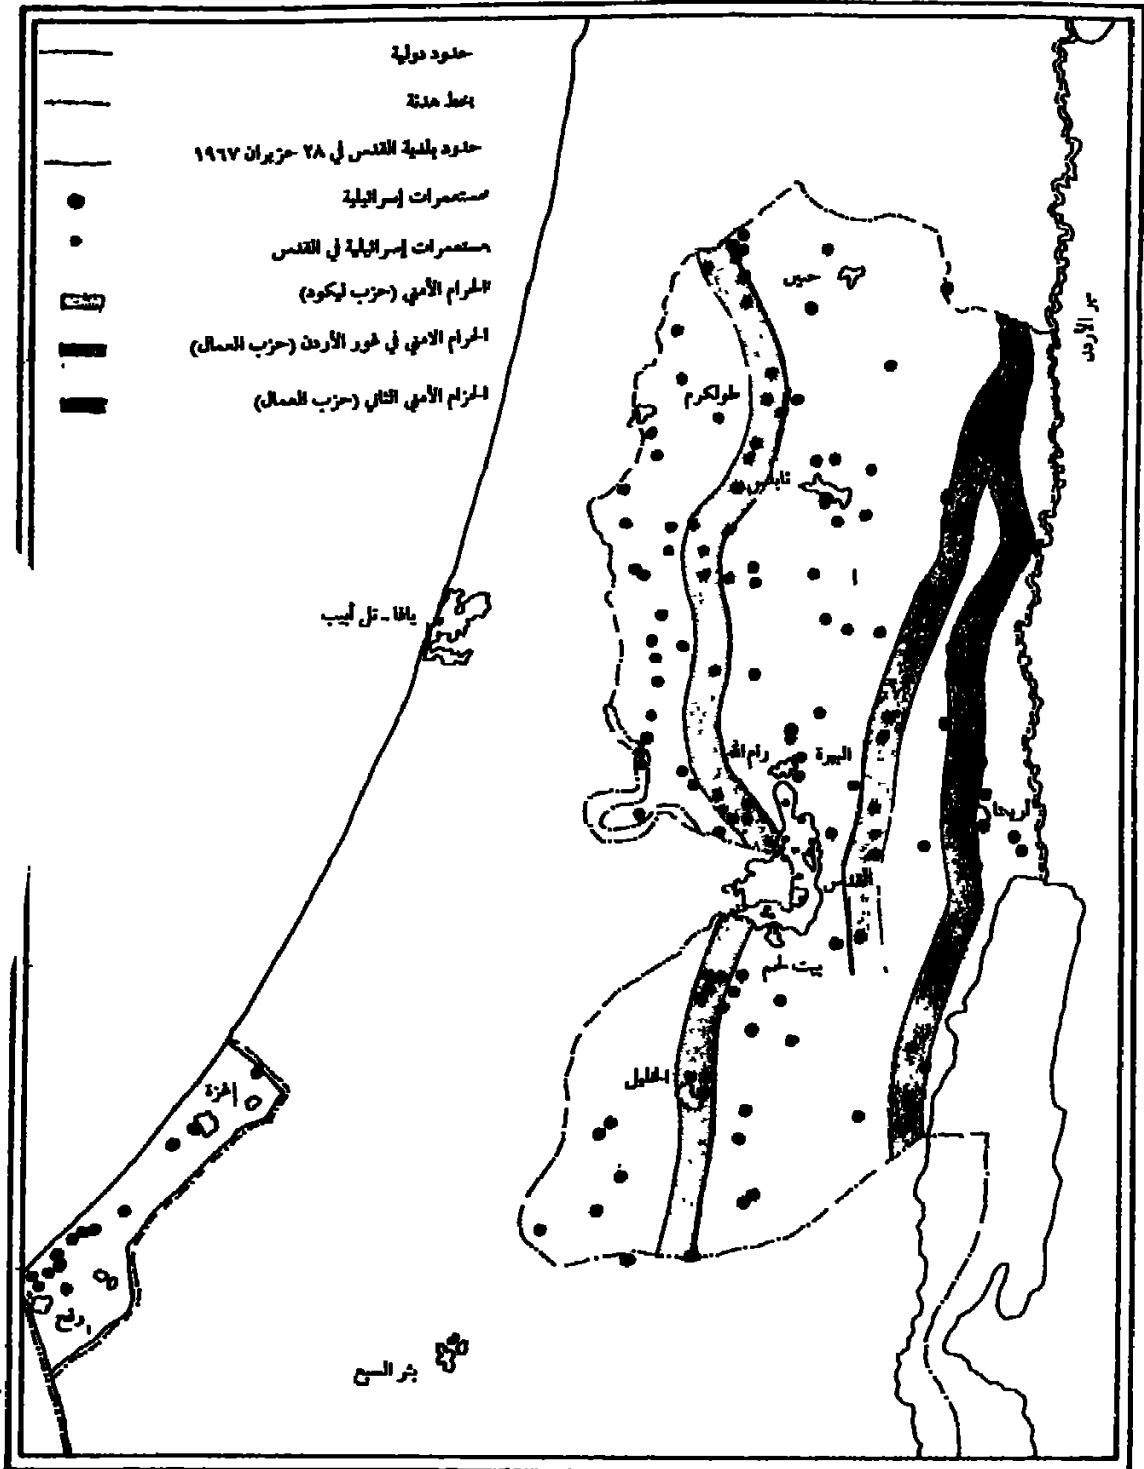 حدود دولية
خط هدنة
حدود بلدية القدس في ٢٨ حزيران ١٩٦٧
مستعمرات إسرائيلية
مستعمرات إسرائيلية في القدس
الحزام الأمني (حزب ليكود)
الحزام الامني في غور الأردن (حزب العمال)
الحزام الأمني الثاني (حزب العمال)
جنين
نهر الأردن
طولكرم
نابلس
يافا - تل أبيب
رام الله
البيرة
أريحا
القدس
بيت لحم
الخليل
غزة
رفح
بئر السبع